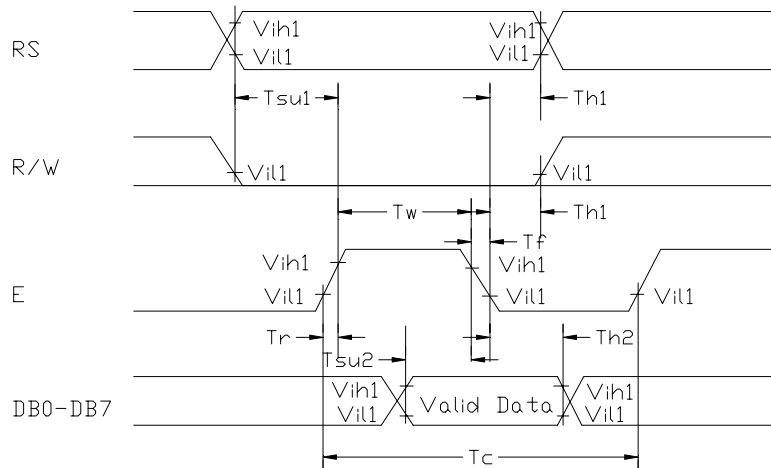 Vih1 Vih1
RS
Vil1 Vil1
Tsu1 Th1
R/W Vil1 Vil1
Tw Th1
Tf
Vih1 Vih1
E Vil1 Vil1 Vil1
Tr Th2
Tsu2
Vih1 Vih1
DB0-DB7 Vil1 Valid Data Vil1
Tc